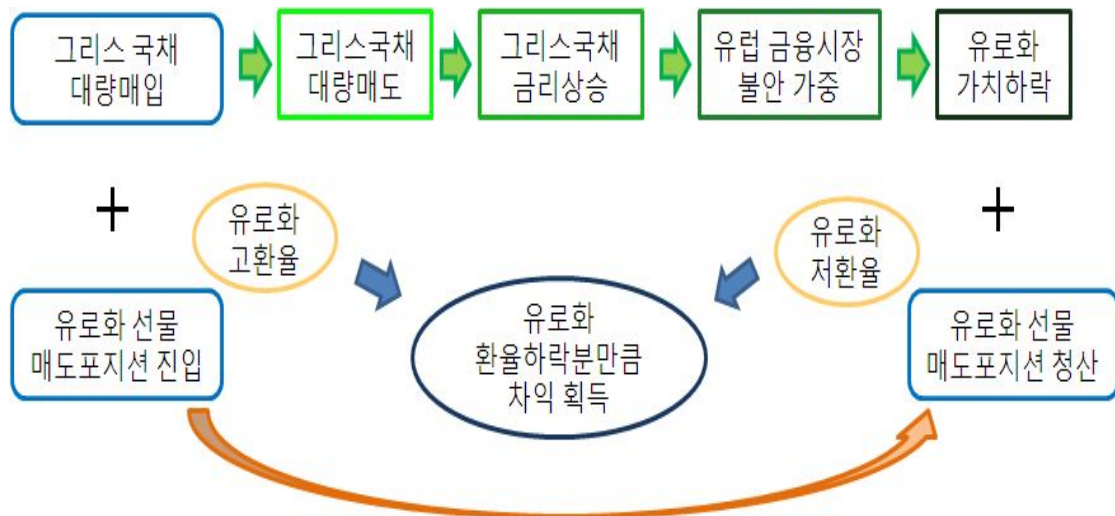 그리스 국채
대량매입
그리스국채
대량매도
그리스국채
금리상승
유럽 금융시장
불안 가중
유로화
가치하락
+
유로화
고환율
유로화
저환율
+
유로화 선물
매도포지션 진입
유로화
환율하락분만큼
차익 획득
유로화 선물
매도포지션 청산